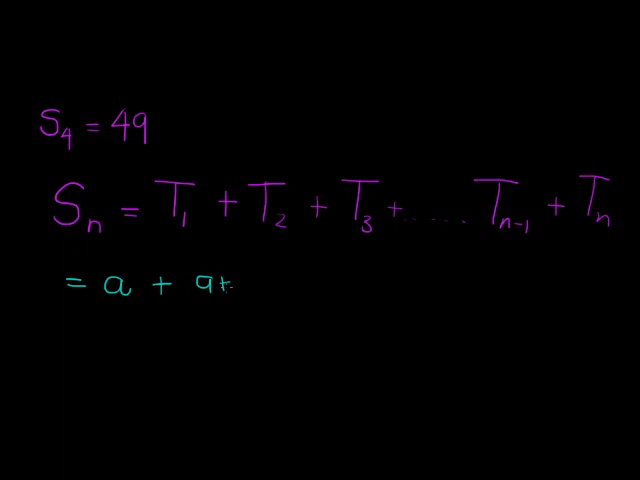 S₄ = 49
Sₙ = T₁ + T₂ + T₃ + ...... Tₙ₋₁ + Tₙ
= a + a+